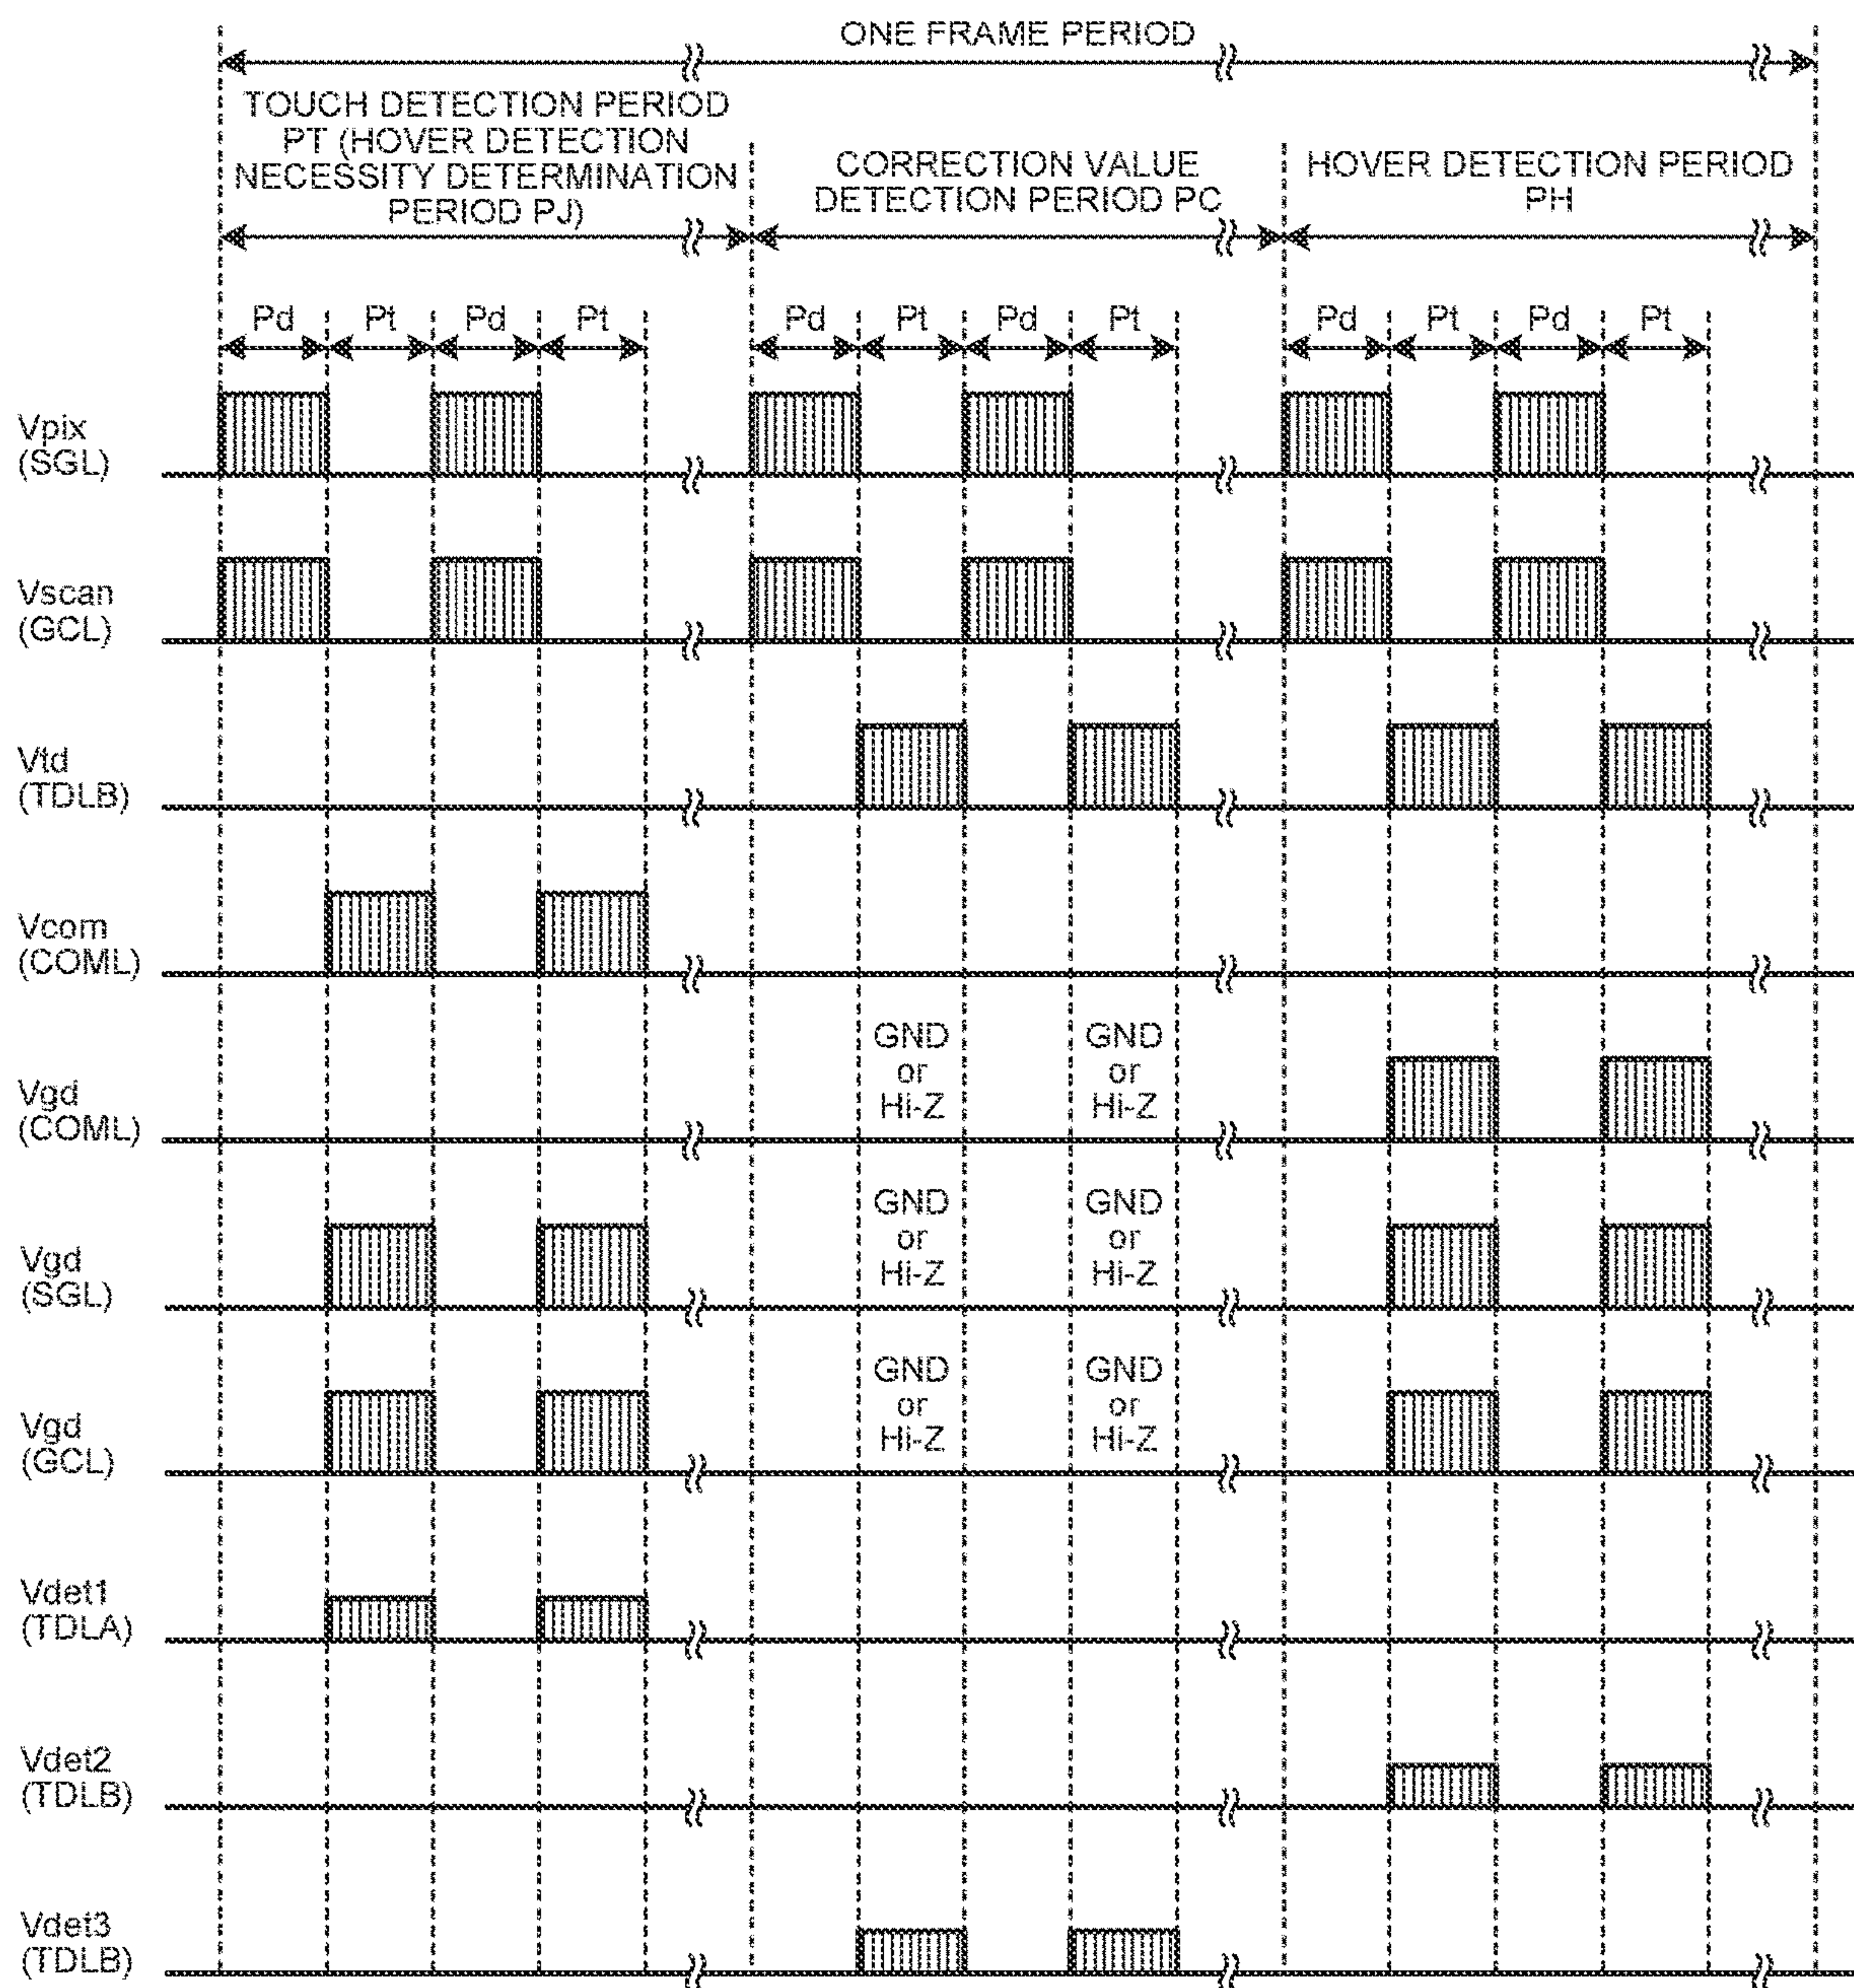 ONE FRAME PERIOD
TOUCH DETECTION PERIOD
PT (HOVER DETECTION
NECESSITY DETERMINATION
PERIOD PJ)
CORRECTION VALUE
DETECTION PERIOD PC
HOVER DETECTION PERIOD
PH
Pd Pt Pd Pt Pd Pt Pd Pt Pd Pt Pd Pt
Vpix
(SGL)
Vscan
(GCL)
Vtd
(TDLB)
Vcom
(COML)
Vgd
(COML)
GND
or
Hi-Z
GND
or
Hi-Z
Vgd
(SGL)
GND
or
Hi-Z
GND
or
Hi-Z
Vgd
(GCL)
GND
or
Hi-Z
GND
or
Hi-Z
Vdet1
(TDLA)
Vdet2
(TDLB)
Vdet3
(TDLB)